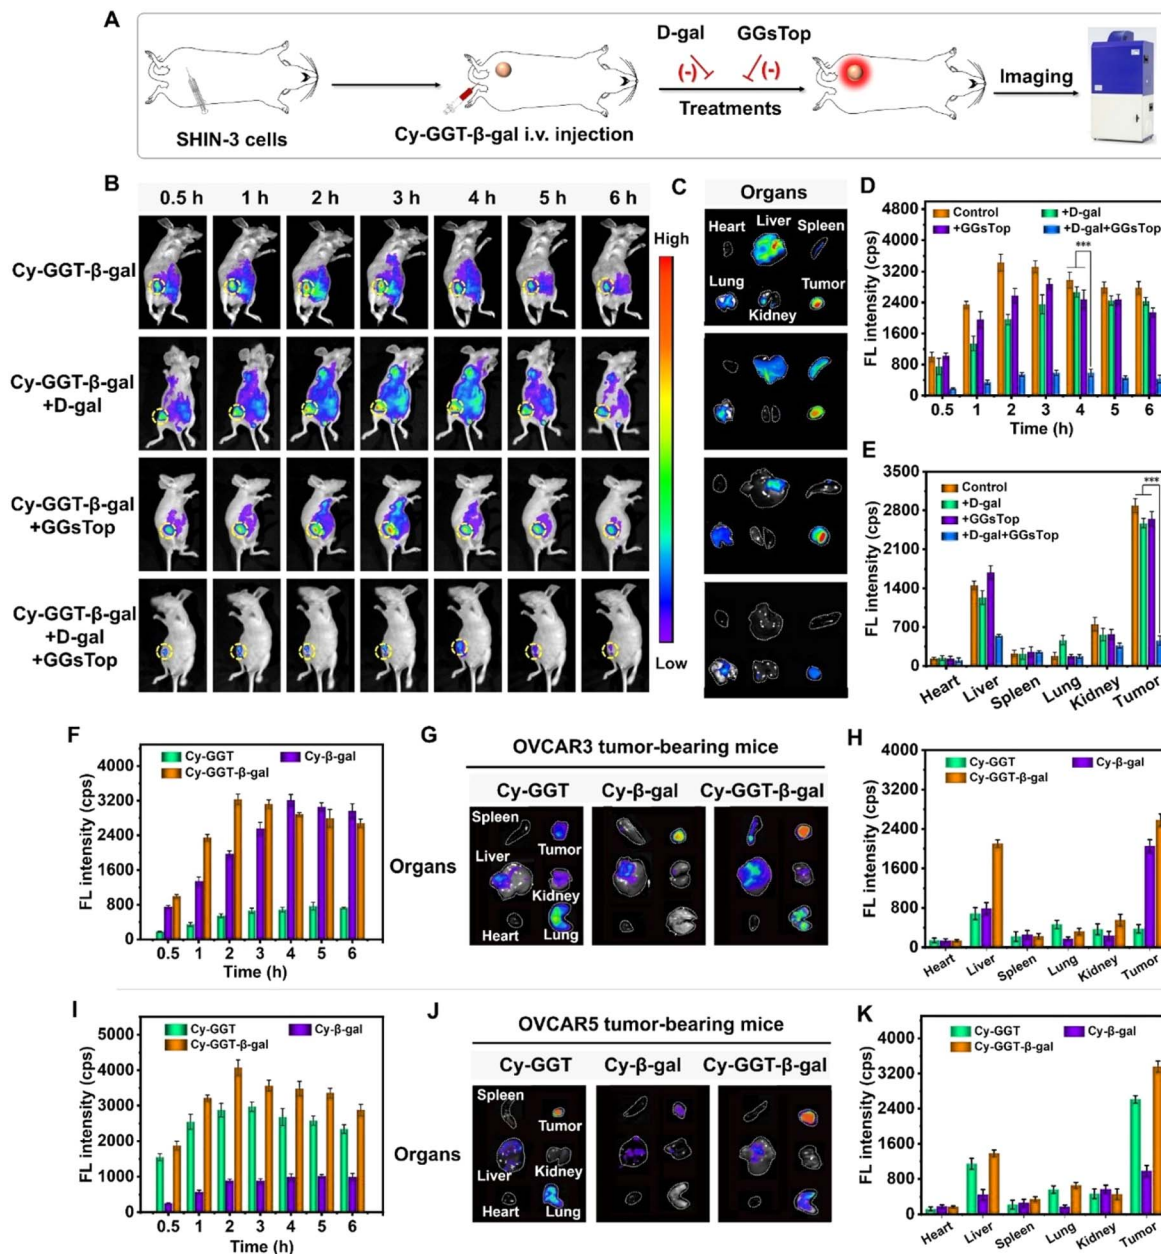 A
D-gal GGsTop
(-) (-)
Imaging
Treatments
SHIN-3 cells
Cy-GGT-β-gal i.v. injection
B
0.5 h 1 h 2 h 3 h 4 h 5 h 6 h
Cy-GGT-β-gal
Cy-GGT-β-gal
+D-gal
Cy-GGT-β-gal
+GGsTop
Cy-GGT-β-gal
+D-gal
+GGsTop
High
Low
C
Organs
Heart Liver Spleen
Lung Kidney Tumor
D
FL intensity (cps)
4800
4000
3200
2400
1600
800
0
Control +D-gal
+GGsTop +D-gal+GGsTop
***
0.5 1 2 3 4 5 6
Time (h)
E
FL intensity (cps)
3500
2800
2100
1400
700
0
Control
+D-gal
+GGsTop
+D-gal+GGsTop
***
Heart Liver Spleen Lung Kidney Tumor
F
FL intensity (cps)
4000
3200
2400
1600
800
0
Cy-GGT Cy-β-gal
Cy-GGT-β-gal
0.5 1 2 3 4 5 6
Time (h)
G
OVCAR3 tumor-bearing mice
Cy-GGT Cy-β-gal Cy-GGT-β-gal
Organs
Spleen
Tumor
Liver
Kidney
Heart Lung
H
FL intensity (cps)
4000
3200
2400
1600
800
0
Cy-GGT Cy-β-gal
Cy-GGT-β-gal
Heart Liver Spleen Lung Kidney Tumor
I
FL intensity (cps)
5000
4000
3000
2000
1000
0
Cy-GGT Cy-β-gal
Cy-GGT-β-gal
0.5 1 2 3 4 5 6
Time (h)
J
OVCAR5 tumor-bearing mice
Cy-GGT Cy-β-gal Cy-GGT-β-gal
Organs
Spleen
Tumor
Liver Kidney
Heart Lung
K
FL intensity (cps)
4000
3200
2400
1600
800
0
Cy-GGT Cy-β-gal
Cy-GGT-β-gal
Heart Liver Spleen Lung Kidney Tumor